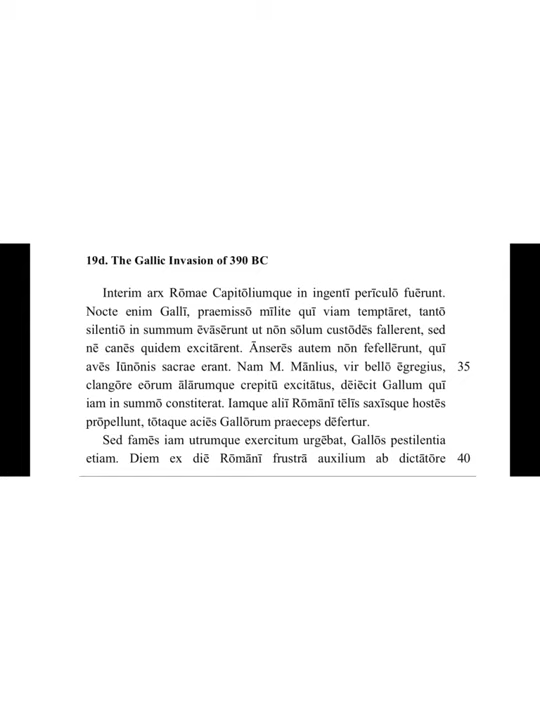 19d. The Gallic Invasion of 390 BC
Interim arx Rōmae Capitōliumque in ingentī perīculō fuērunt.
Nocte enim Gallī, praemissō mīlite quī viam temptāret, tantō
silentiō in summum ēvāsērunt ut nōn sōlum custōdēs fallerent, sed
nē canēs quidem excitārent. Ānserēs autem nōn fefellērunt, quī
avēs Iūnōnis sacrae erant. Nam M. Mānlius, vir bellō ēgregius, 35
clangōre eōrum ālārumque crepitū excitātus, dēiēcit Gallum quī
iam in summō constiterat. Iamque aliī Rōmānī tēlīs saxīsque hostēs
prōpellunt, tōtaque aciēs Gallōrum praeceps dēfertur.
Sed famēs iam utrumque exercitum urgēbat, Gallōs pestilentia
etiam. Diem ex diē Rōmānī frustrā auxilium ab dictātōre 40